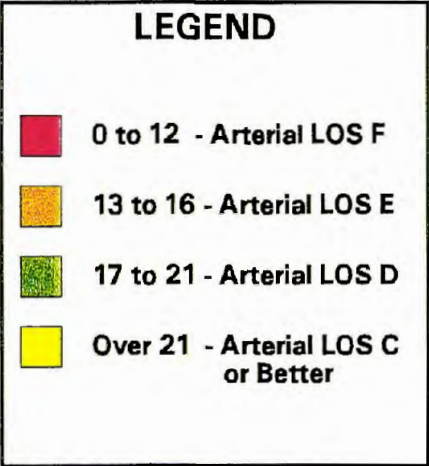 LEGEND
0 to 12 - Arterial LOS F
13 to 16 - Arterial LOS E
17 to 21 - Arterial LOS D
Over 21 - Arterial LOS C
or Better